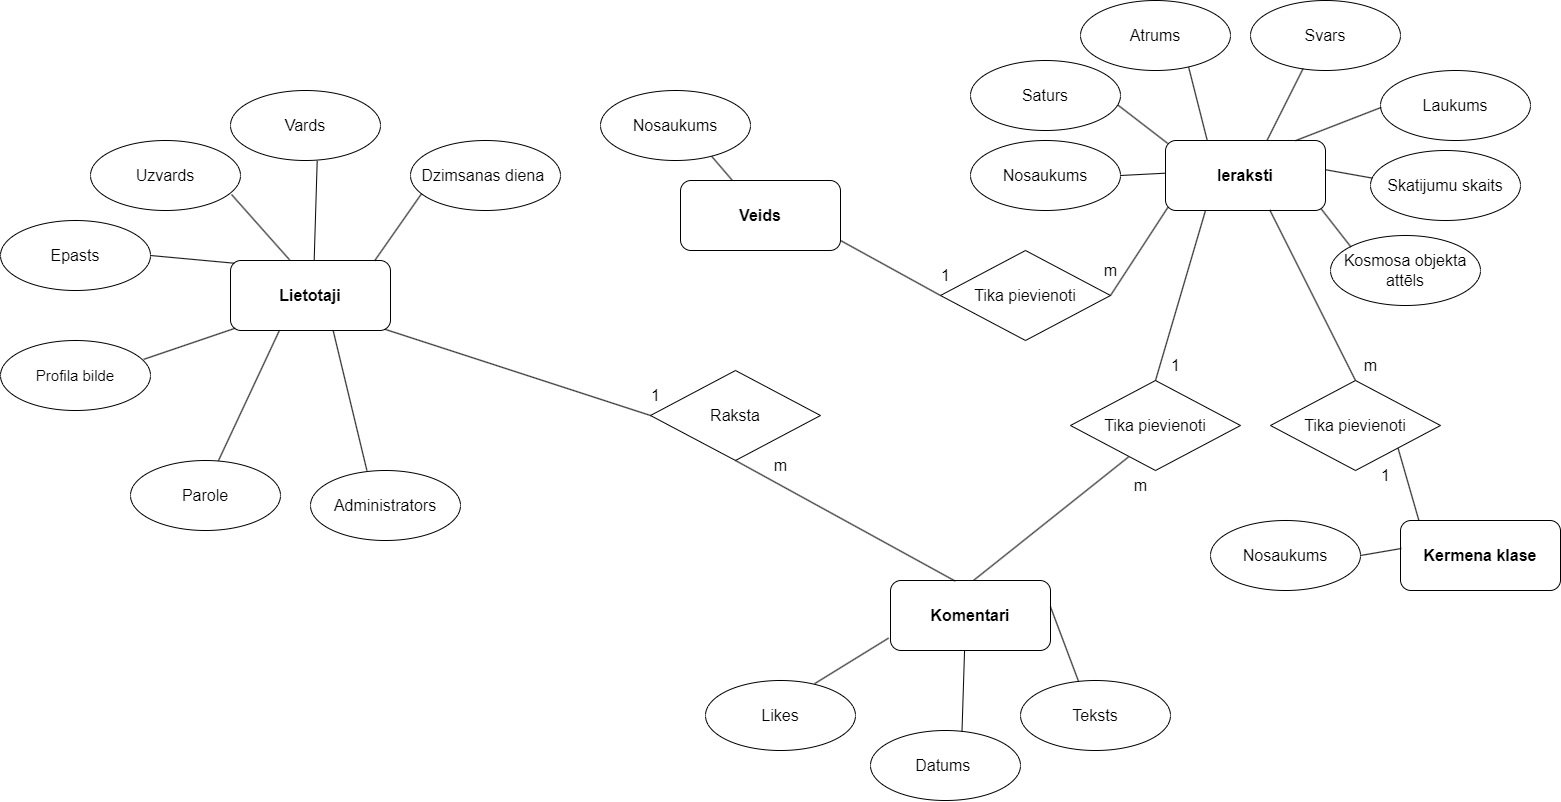 Atrums
Svars
Saturs
Laukums
Vards
Nosaukums
Uzvards
Dzimsanas diena
Nosaukums
Ieraksti
Skatijumu skaits
Veids
Epasts
Kosmosa objekta
attēls
Lietotaji
1
m
Tika pievienoti
Profila bilde
1
m
1
Raksta
Tika pievienoti
Tika pievienoti
m
1
m
Parole
Administrators
Nosaukums
Kermena klase
Komentari
Likes
Teksts
Datums